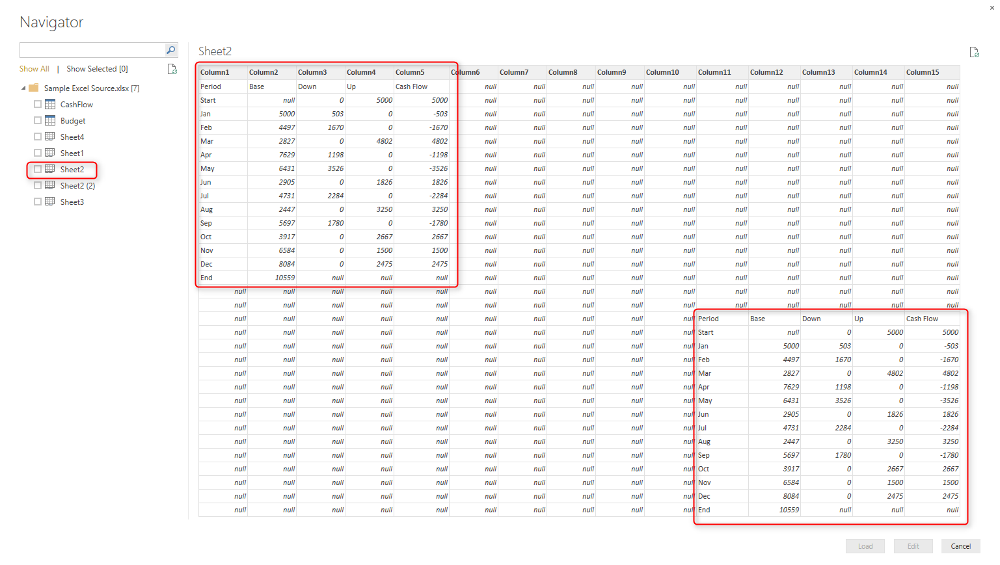 ×
Navigator
Show All | Show Selected [0]
Sample Excel Source.xlsx [7]
CashFlow
Budget
Sheet4
Sheet1
Sheet2
Sheet2 (2)
Sheet3
Sheet2
Column1 Column2 Column3 Column4 Column5 Column6 Column7 Column8 Column9 Column10 Column11 Column12 Column13 Column14 Column15
Period Base Down Up Cash Flow null null null null null null null null null null
Start null 0 5000 5000 null null null null null null null null null null
Jan 5000 503 0 -503 null null null null null null null null null null
Feb 4497 1670 0 -1670 null null null null null null null null null null
Mar 2827 0 4802 4802 null null null null null null null null null null
Apr 7629 1198 0 -1198 null null null null null null null null null null
May 6431 3526 0 -3526 null null null null null null null null null null
Jun 2905 0 1826 1826 null null null null null null null null null null
Jul 4731 2284 0 -2284 null null null null null null null null null null
Aug 2447 0 3250 3250 null null null null null null null null null null
Sep 5697 1780 0 -1780 null null null null null null null null null null
Oct 3917 0 2667 2667 null null null null null null null null null null
Nov 6584 0 1500 1500 null null null null null null null null null null
Dec 8084 0 2475 2475 null null null null null null null null null null
End 10559 null null null null null null null null null null null null null
null null null null null null null null null null null null null null null
null null null null null null null null null null null null null null null
null null null null null null null null null null Period Base Down Up Cash Flow
null null null null null null null null null null Start null 0 5000 5000
null null null null null null null null null null Jan 5000 503 0 -503
null null null null null null null null null null Feb 4497 1670 0 -1670
null null null null null null null null null null Mar 2827 0 4802 4802
null null null null null null null null null null Apr 7629 1198 0 -1198
null null null null null null null null null null May 6431 3526 0 -3526
null null null null null null null null null null Jun 2905 0 1826 1826
null null null null null null null null null null Jul 4731 2284 0 -2284
null null null null null null null null null null Aug 2447 0 3250 3250
null null null null null null null null null null Sep 5697 1780 0 -1780
null null null null null null null null null null Oct 3917 0 2667 2667
null null null null null null null null null null Nov 6584 0 1500 1500
null null null null null null null null null null Dec 8084 0 2475 2475
null null null null null null null null null null End 10559 null null null
Load Edit Cancel